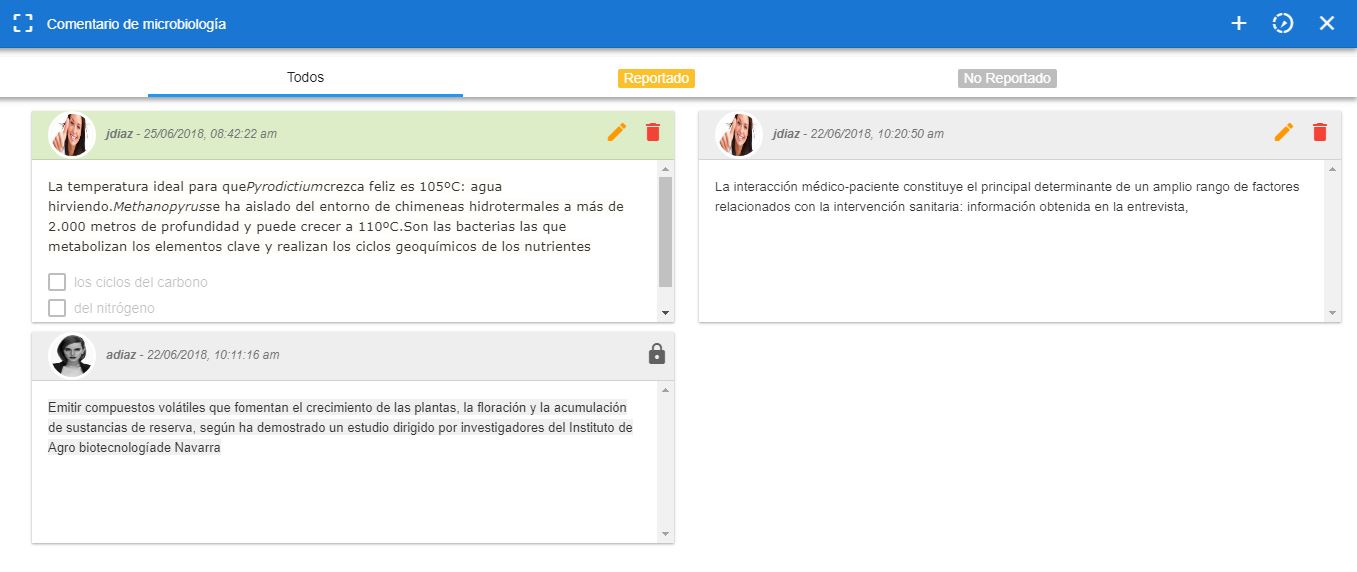 Comentario de microbiología
Todos
Reportado
No Reportado
jdiaz - 25/06/2018, 08:42:22 am
La temperatura ideal para quePyrodictiumcrezca feliz es 105ºC: agua
hirviendo.Methanopyrusse ha aislado del entorno de chimeneas hidrotermales a más de
2.000 metros de profundidad y puede crecer a 110ºC.Son las bacterias las que
metabolizan los elementos clave y realizan los ciclos geoquímicos de los nutrientes
los ciclos del carbono
del nitrógeno
jdiaz - 22/06/2018, 10:20:50 am
La interacción médico-paciente constituye el principal determinante de un amplio rango de factores
relacionados con la intervención sanitaria: información obtenida en la entrevista,
adiaz - 22/06/2018, 10:11:16 am
Emitir compuestos volátiles que fomentan el crecimiento de las plantas, la floración y la acumulación
de sustancias de reserva, según ha demostrado un estudio dirigido por investigadores del Instituto de
Agro biotecnologíade Navarra